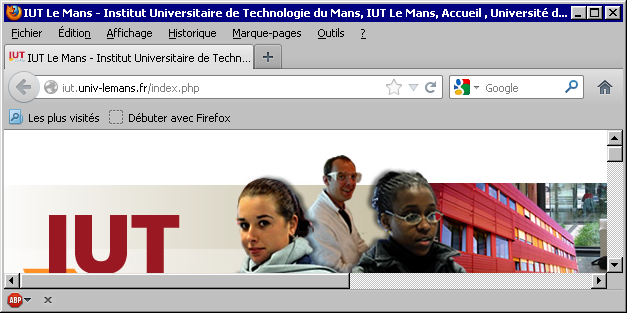 IUT Le Mans - Institut Universitaire de Technologie du Mans, IUT Le Mans, Accueil , Université d...
Fichier Édition Affichage Historique Marque-pages Outils ?
IUT IUT Le Mans - Institut Universitaire de Techn...
iut.univ-lemans.fr/index.php Google
Les plus visités Débuter avec Firefox
IUT
ABP